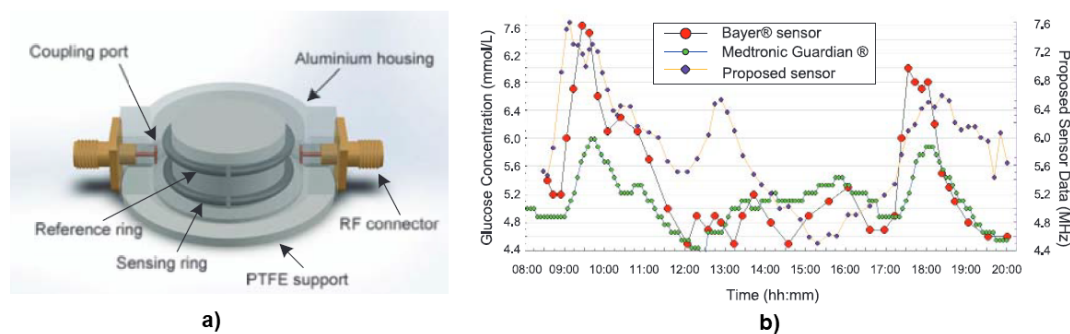 Coupling port
Aluminium housing
Reference ring
Sensing ring
PTFE support
RF connector
a)
Glucose Concentration (mmol/L)
7.6
7.2
6.8
6.4
6.0
5.6
5.2
4.8
4.4
Bayer® sensor
Medtronic Guardian ®
Proposed sensor
7.6
7.2
6.8
6.4
6.0
5.6
5.2
4.8
4.4
Proposed Sensor Data (MHz)
08:00 09:00 10:00 11:00 12:00 13:00 14:00 15:00 16:00 17:00 18:00 19:00 20:00
Time (hh:mm)
b)